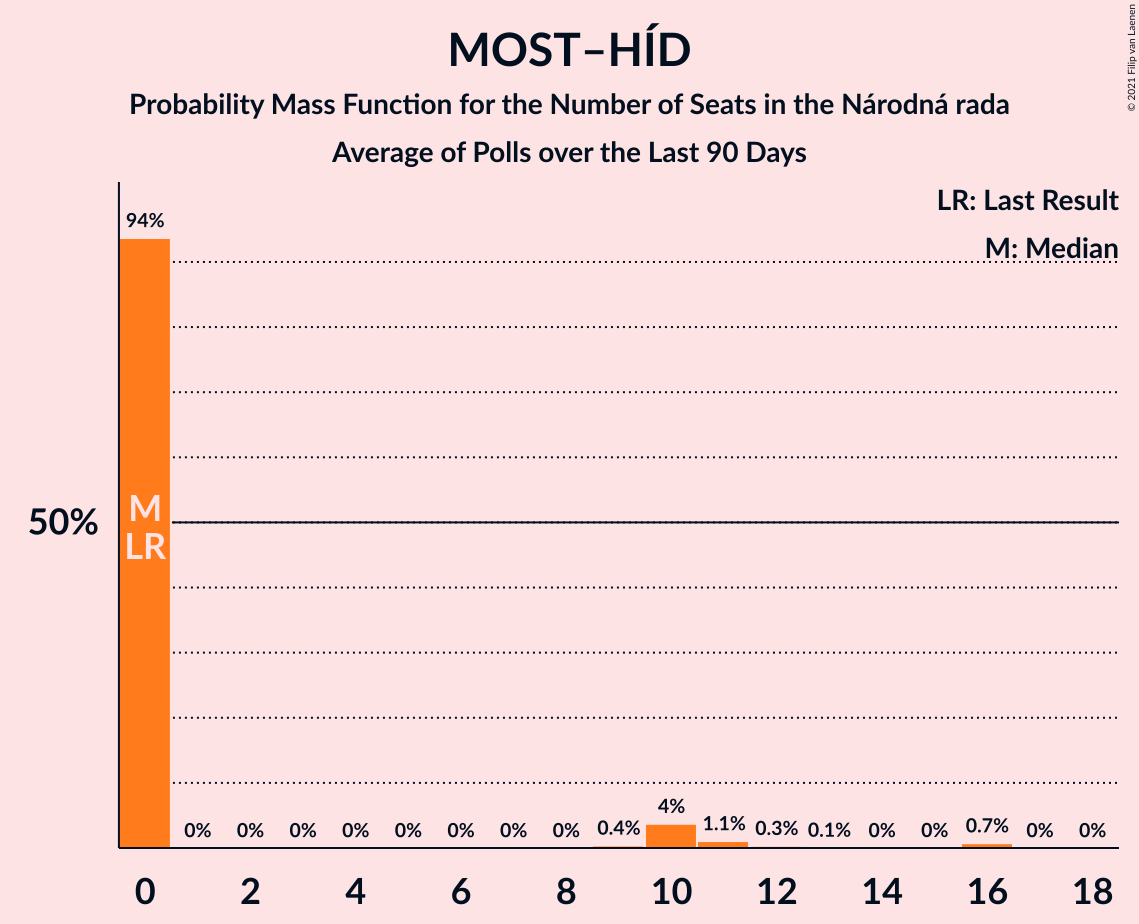 MOST–HÍD
Probability Mass Function for the Number of Seats in the Národná rada
Average of Polls over the Last 90 Days
© 2021 Filip van Laenen
LR: Last Result
M: Median
94%
50%
M
LR
0% 0% 0% 0% 0% 0% 0% 0% 0.4% 4% 1.1% 0.3% 0.1% 0% 0% 0.7% 0% 0%
0 2 4 6 8 10 12 14 16 18